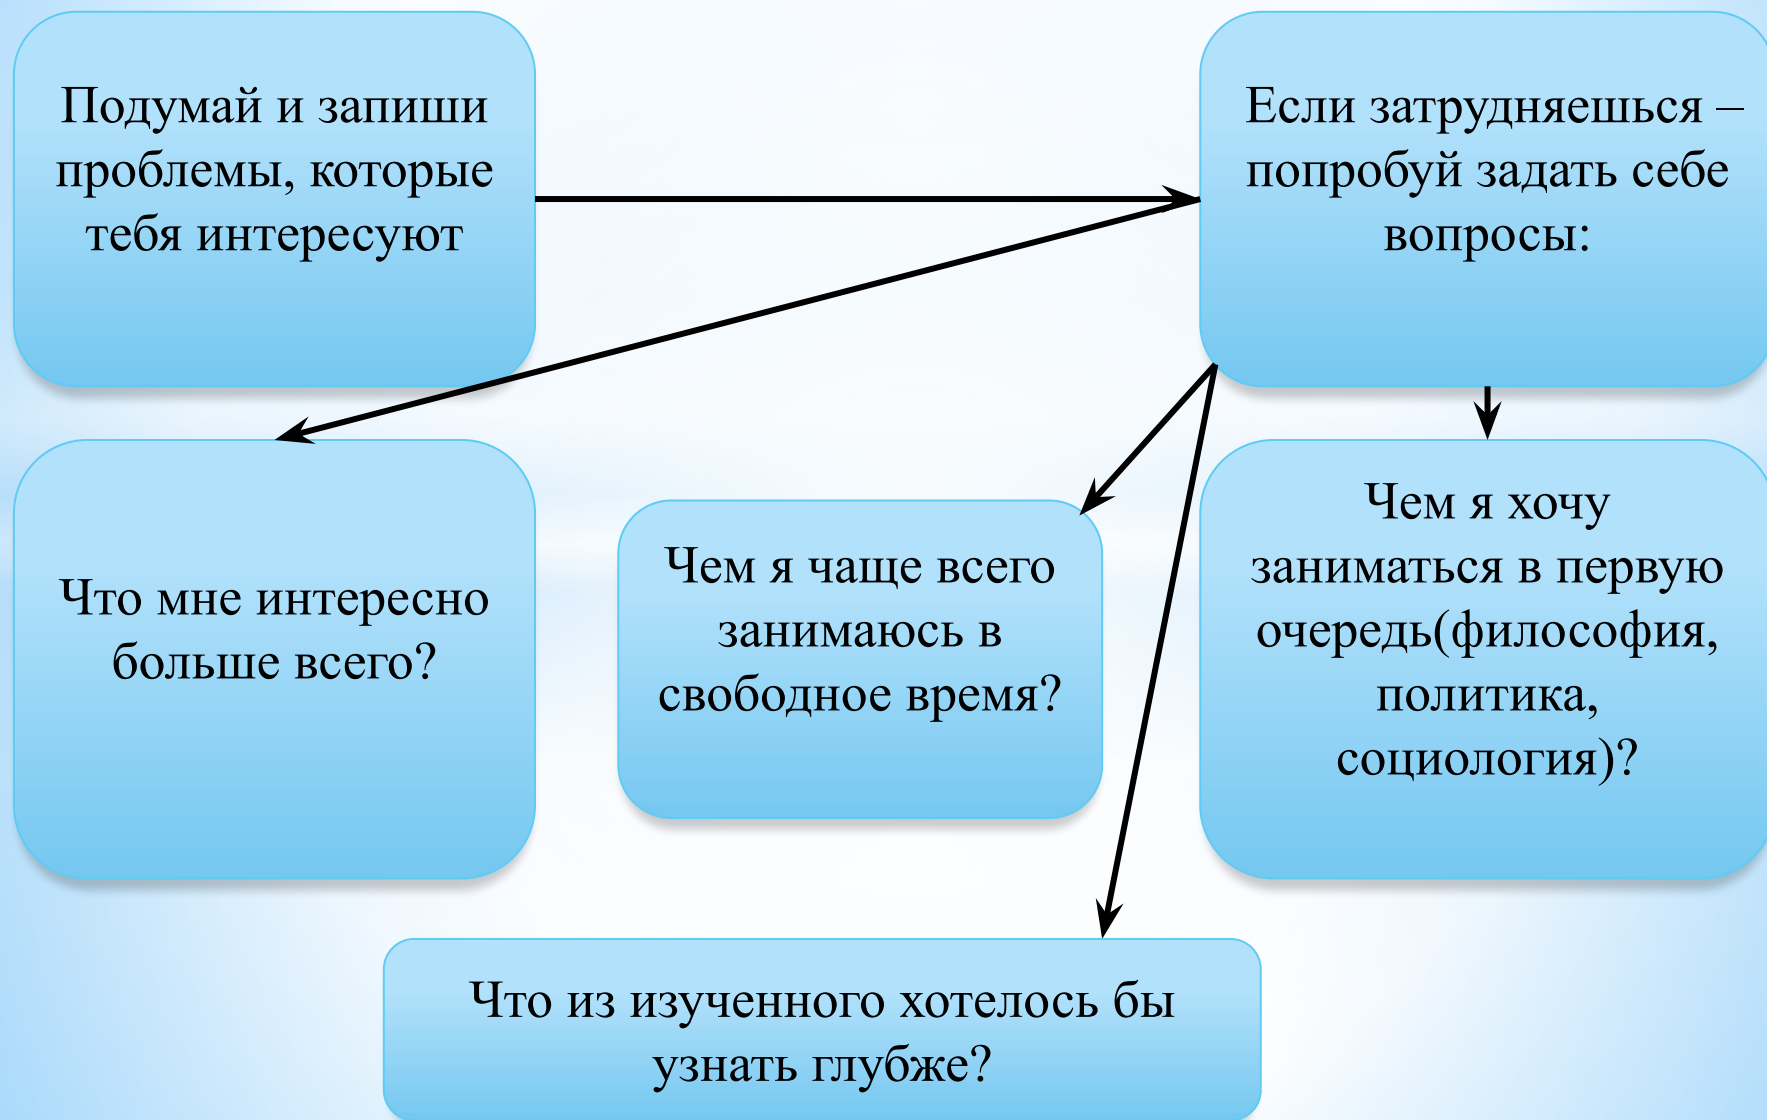 Подумай и запиши
проблемы, которые
тебя интересуют
Если затрудняешься –
попробуй задать себе
вопросы:
Что мне интересно
больше всего?
Чем я чаще всего
занимаюсь в
свободное время?
Чем я хочу
заниматься в первую
очередь(философия,
политика,
социология)?
Что из изученного хотелось бы
узнать глубже?